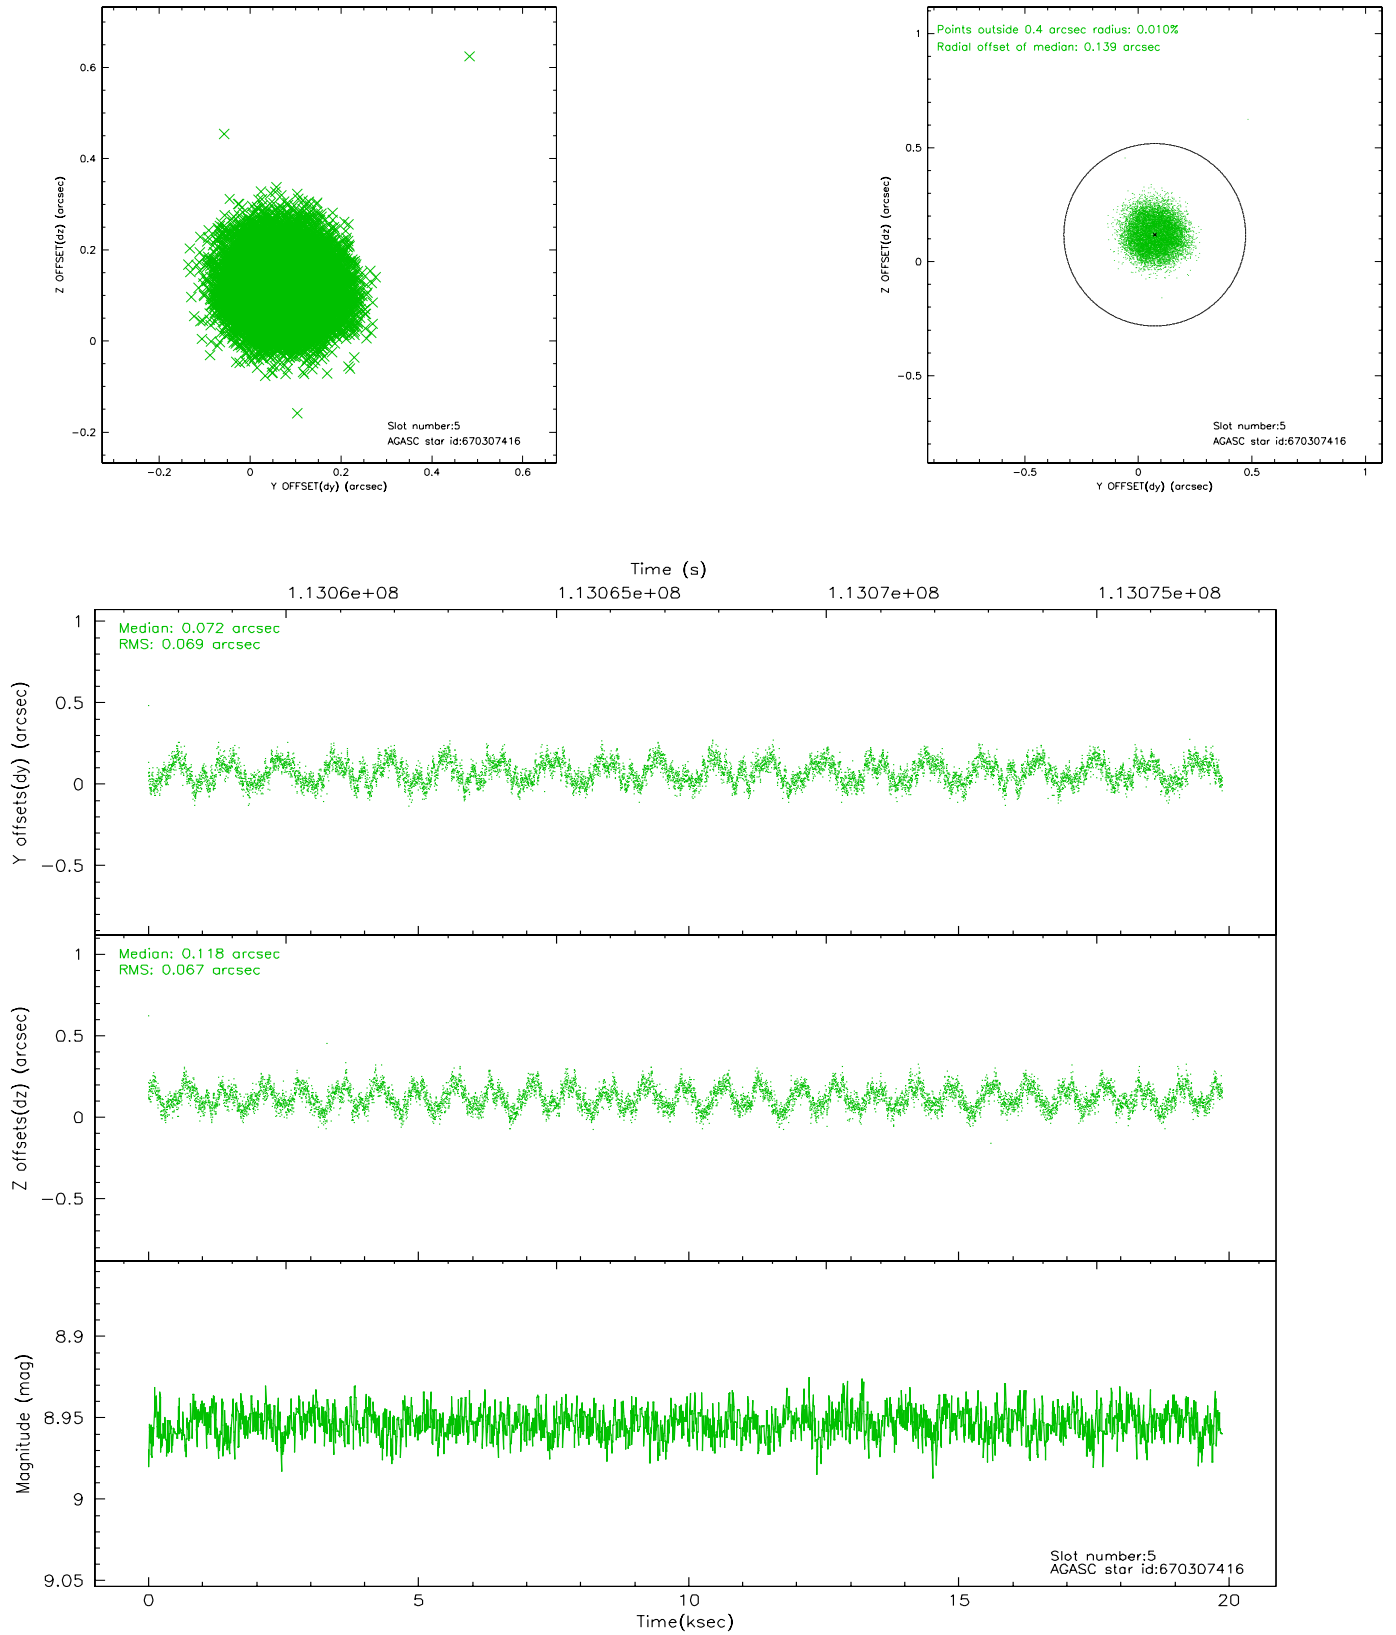 0.6
0.4
0.2
0
−0.2
Z OFFSET(dz) (arcsec)
Slot number:5
AGASC star id:670307416
−0.2 0 0.2 0.4 0.6
Y OFFSET(dy) (arcsec)
Points outside 0.4 arcsec radius: 0.010%
Radial offset of median: 0.139 arcsec
1
0.5
0
−0.5
Z OFFSET(dz) (arcsec)
Slot number:5
AGASC star id:670307416
−0.5 0 0.5 1
Y OFFSET(dy) (arcsec)
Time (s)
1.1306e+08 1.13065e+08 1.1307e+08 1.13075e+08
Median: 0.072 arcsec
RMS: 0.069 arcsec
1
0.5
0
−0.5
Y offsets(dy) (arcsec)
Median: 0.118 arcsec
RMS: 0.067 arcsec
1
0.5
0
−0.5
Z offsets(dz) (arcsec)
8.9
8.95
9
9.05
Magnitude (mag)
Slot number:5
AGASC star id:670307416
0 5 10 15 20
Time(ksec)